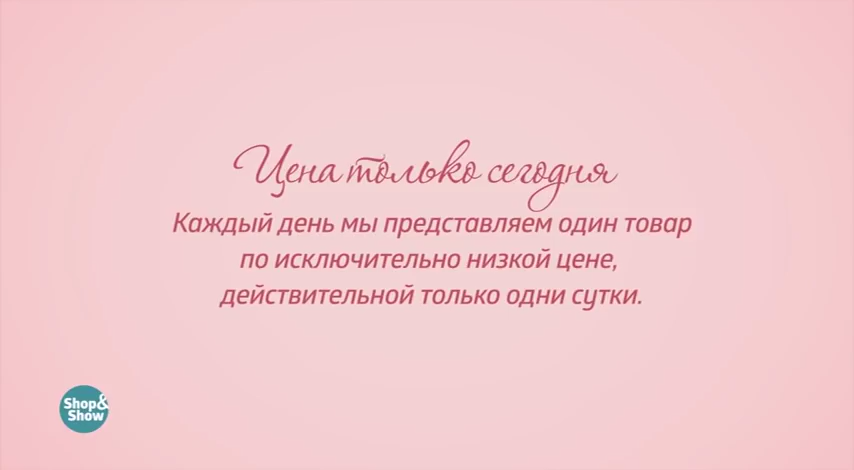 Цена только сегодня
Каждый день мы представляем один товар
по исключительно низкой цене,
действительной только одни сутки.
Shop&
Show